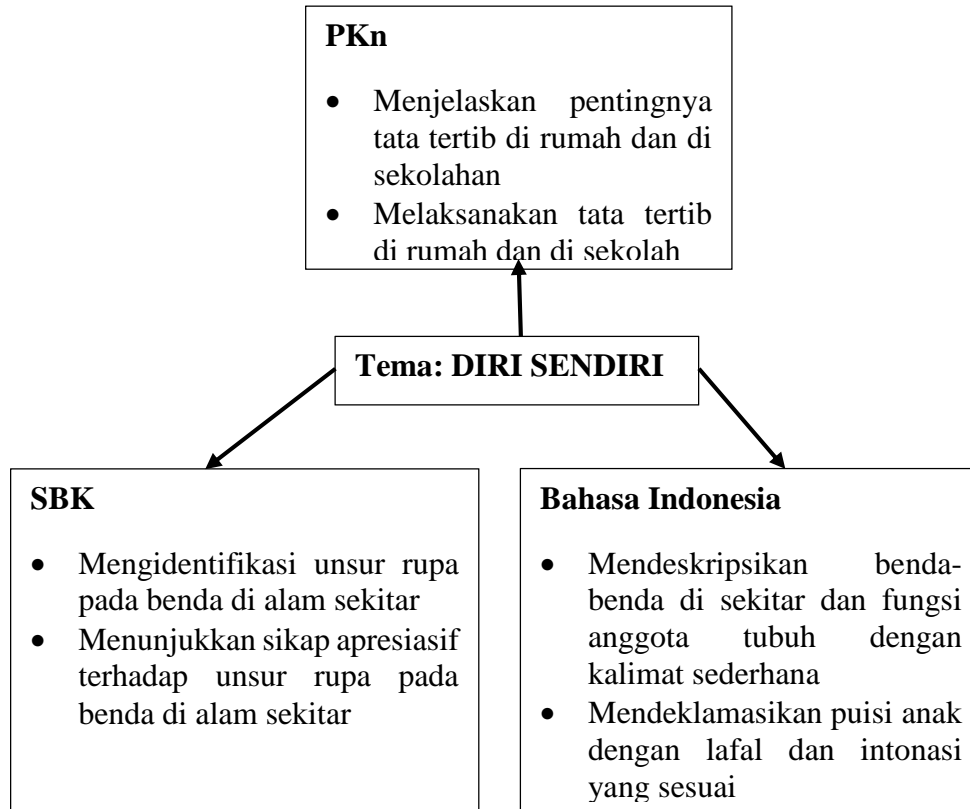 PKn
• Menjelaskan pentingnya
tata tertib di rumah dan di
sekolahan
• Melaksanakan tata tertib
di rumah dan di sekolah
Tema: DIRI SENDIRI
SBK
• Mengidentifikasi unsur rupa
pada benda di alam sekitar
• Menunjukkan sikap apresiasif
terhadap unsur rupa pada
benda di alam sekitar
Bahasa Indonesia
• Mendeskripsikan benda-
benda di sekitar dan fungsi
anggota tubuh dengan
kalimat sederhana
• Mendeklamasikan puisi anak
dengan lafal dan intonasi
yang sesuai